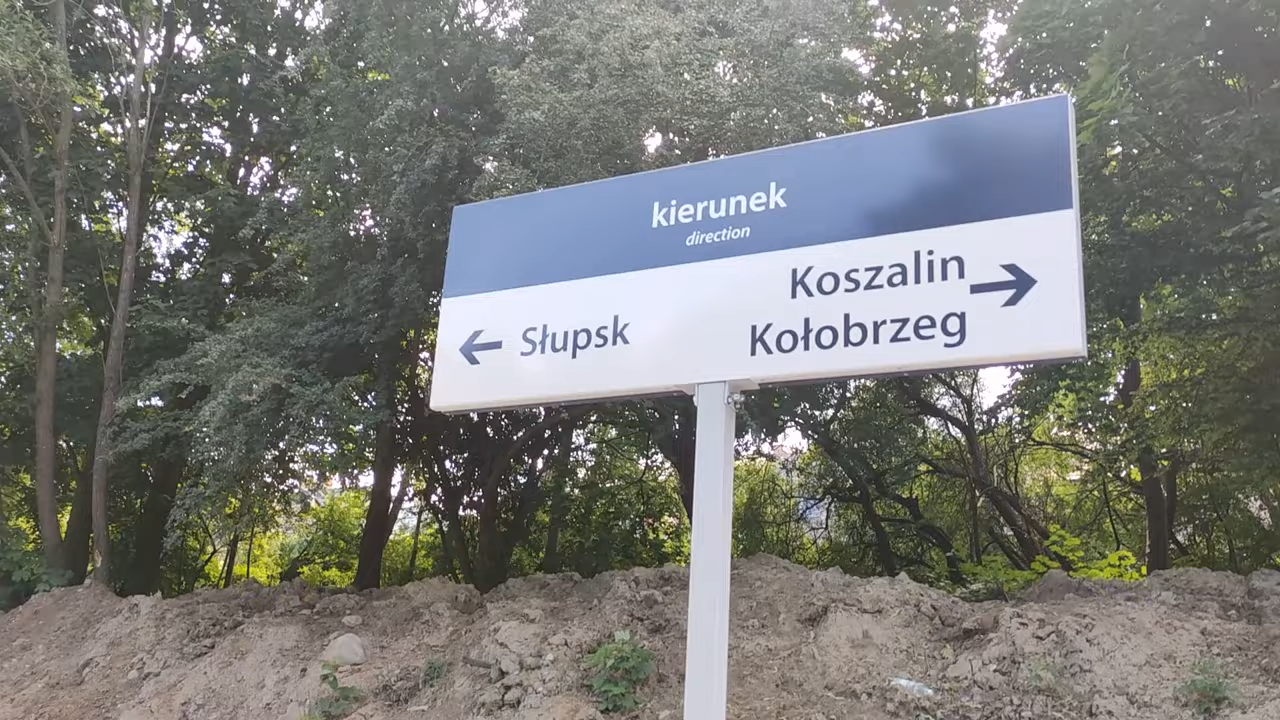 kierunek
direction
Koszalin
← Słupsk
Kołobrzeg →